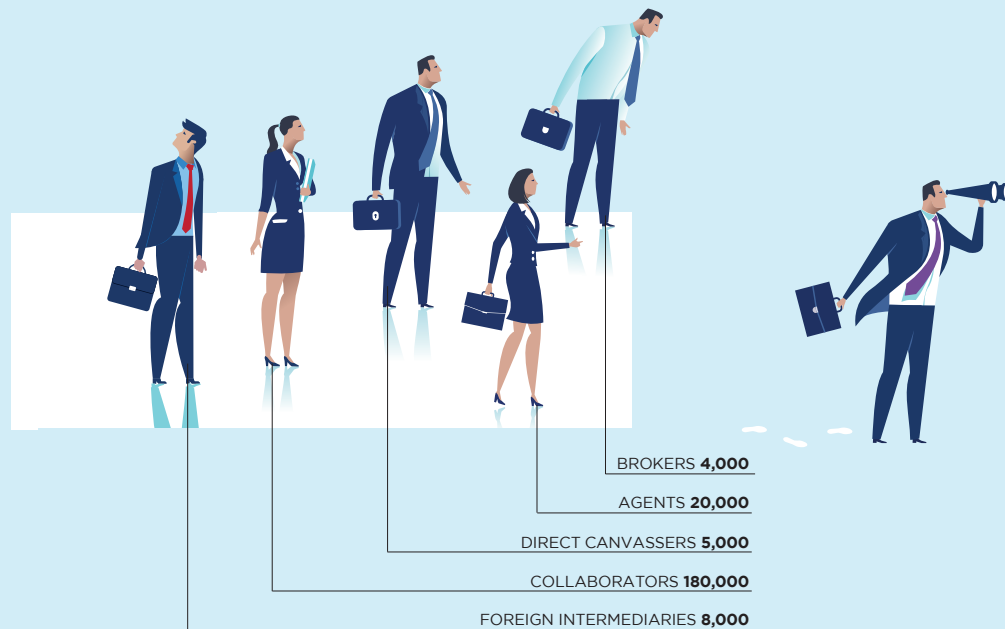 BROKERS 4,000
AGENTS 20,000
DIRECT CANVASSERS 5,000
COLLABORATORS 180,000
FOREIGN INTERMEDIARIES 8,000